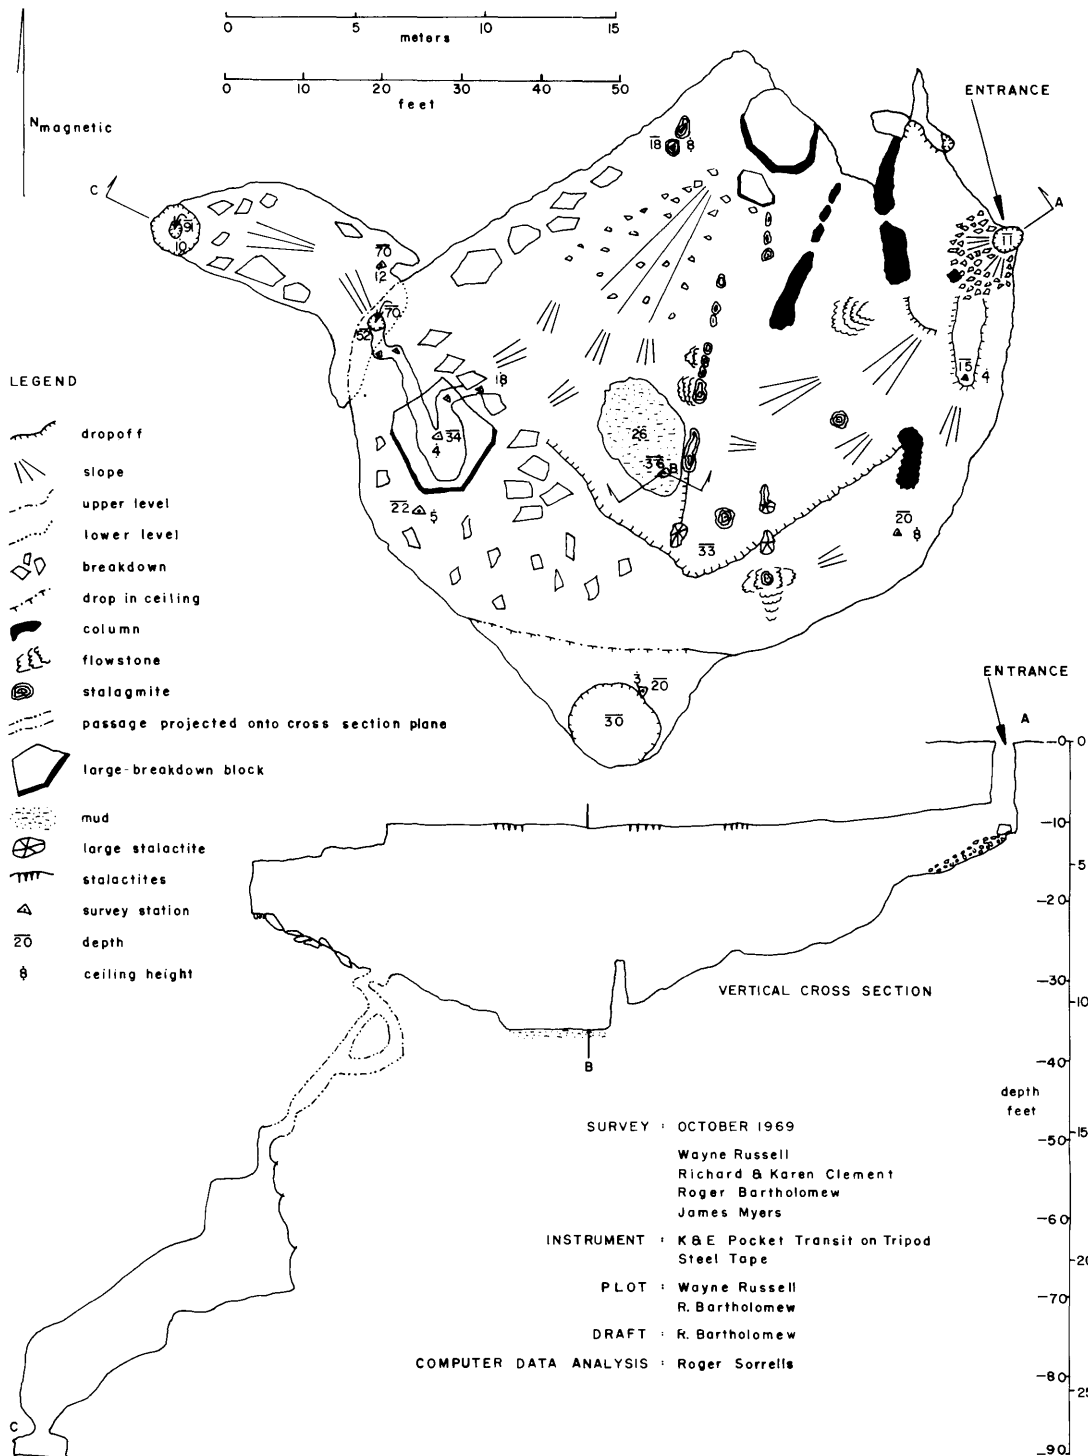 0 5 10 15
meters
0 10 20 30 40 50
feet
N magnetic
ENTRANCE
C
A
18 8
91
10
11
70
12
70
52
15 4
18
34
4
26
36 8
22 5
33
20
8
3 20
30
LEGEND
dropoff
slope
upper level
lower level
breakdown
drop in ceiling
column
flowstone
stalagmite
passage projected onto cross section plane
large-breakdown block
mud
large stalactite
stalactites
survey station
20 depth
8 ceiling height
ENTRANCE
A
0 0
-10
-5
-20
-30
-10
-40
depth
feet
-15
-50
-60
-20
-70
-80
-25
-90
VERTICAL CROSS SECTION
B
C
SURVEY : OCTOBER 1969
Wayne Russell
Richard & Karen Clement
Roger Bartholomew
James Myers
INSTRUMENT : K&E Pocket Transit on Tripod
Steel Tape
PLOT : Wayne Russell
R. Bartholomew
DRAFT : R. Bartholomew
COMPUTER DATA ANALYSIS : Roger Sorrells